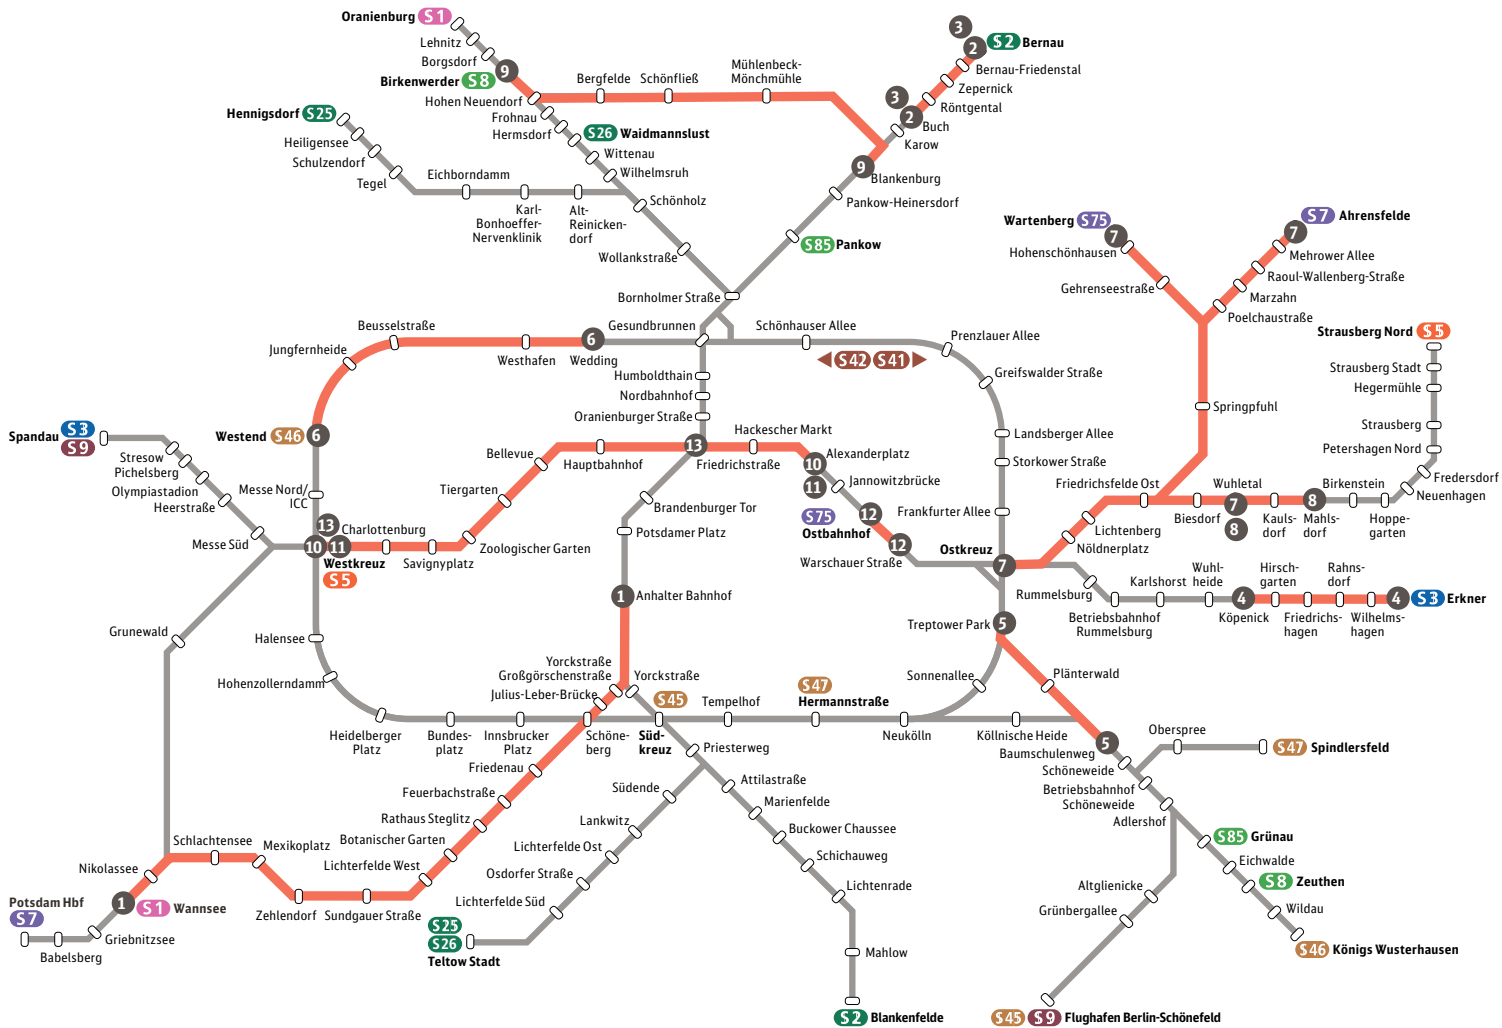 Oranienburg S1
Lehnitz
Borgsdorf
9
Birkenwerder S8
Hohen Neuendorf
Bergfelde
Schönfließ
Mühlenbeck-
Mönchmühle
3
2
S2 Bernau
Bernau-Friedenstal
Zepernick
Röntgental
3
2
Buch
Karow
9
Blankenburg
Pankow-Heinersdorf
S85 Pankow
Frohnau
Hermsdorf
S26 Waidmannslust
Wittenau
Wilhelmsruh
Schönholz
Wollankstraße
Bornholmer Straße
Hennigsdorf S25
Heiligensee
Schulzendorf
Tegel
Eichborndamm
Karl-
Bonhoeffer-
Nervenklinik
Alt-
Reinicken-
dorf
Wartenberg S75
7
Hohenschönhausen
Gehrenseestraße
S7 Ahrensfelde
7
Mehrower Allee
Raoul-Wallenberg-Straße
Marzahn
Poelchaustraße
Springpfuhl
Strausberg Nord S5
Strausberg Stadt
Hegermühle
Strausberg
Petershagen Nord
Fredersdorf
Neuenhagen
Hoppe-
garten
Birkenstein
8
Mahls-
dorf
Kauls-
dorf
Wuhletal
7
8
Biesdorf
Friedrichsfelde Ost
Lichtenberg
Nöldnerplatz
Beusselstraße
Jungfernheide
Westhafen
6
Wedding
Gesundbrunnen
Schönhauser Allee
S42 S41
Prenzlauer Allee
Greifswalder Straße
Landsberger Allee
Storkower Straße
Frankfurter Allee
Ostkreuz
7
Humboldthain
Nordbahnhof
Oranienburger Straße
13
Friedrichstraße
Hackescher Markt
10
Alexanderplatz
11
Jannowitzbrücke
S75
Ostbahnhof
12
12
Warschauer Straße
Spandau S3
S9
Stresow
Pichelsberg
Olympiastadion
Heerstraße
Messe Süd
Westend S46
6
Messe Nord/
ICC
13
Charlottenburg
10
11
Westkreuz
S5
Savignyplatz
Zoologischer Garten
Tiergarten
Bellevue
Hauptbahnhof
Brandenburger Tor
Potsdamer Platz
1
Anhalter Bahnhof
Yorckstraße
Großgörschenstraße
Yorckstraße
Julius-Leber-Brücke
Rummelsburg
Betriebsbahnhof
Rummelsburg
Karlshorst
Wuhl-
heide
4
Köpenick
Hirsch-
garten
Friedrichs-
hagen
Rahns-
dorf
Wilhelms-
hagen
4
S3 Erkner
Treptower Park
5
Plänterwald
Sonnenallee
Grunewald
Halensee
Hohenzollerndamm
Heidelberger
Platz
Bundes-
platz
Innsbrucker
Platz
Schöne-
berg
S45
Süd-
kreuz
Tempelhof
S47
Hermannstraße
Neukölln
Köllnische Heide
5
Baumschulenweg
Schöneweide
Betriebsbahnhof
Schöneweide
Adlershof
Oberspree
S47 Spindlersfeld
S85 Grünau
Eichwalde
S8 Zeuthen
Wildau
S46 Königs Wusterhausen
Altglienicke
Grünbergallee
S45 S9 Flughafen Berlin-Schönefeld
Priesterweg
Attilastraße
Marienfelde
Buckower Chaussee
Schichauweg
Lichtenrade
Mahlow
S2 Blankenfelde
Südende
Lankwitz
Lichterfelde Ost
Osdorfer Straße
Lichterfelde Süd
S25
S26
Teltow Stadt
Friedenau
Feuerbachstraße
Rathaus Steglitz
Botanischer Garten
Lichterfelde West
Sundgauer Straße
Zehlendorf
Mexikoplatz
Schlachtensee
Nikolassee
1
S1 Wannsee
Potsdam Hbf
S7
Griebnitzsee
Babelsberg